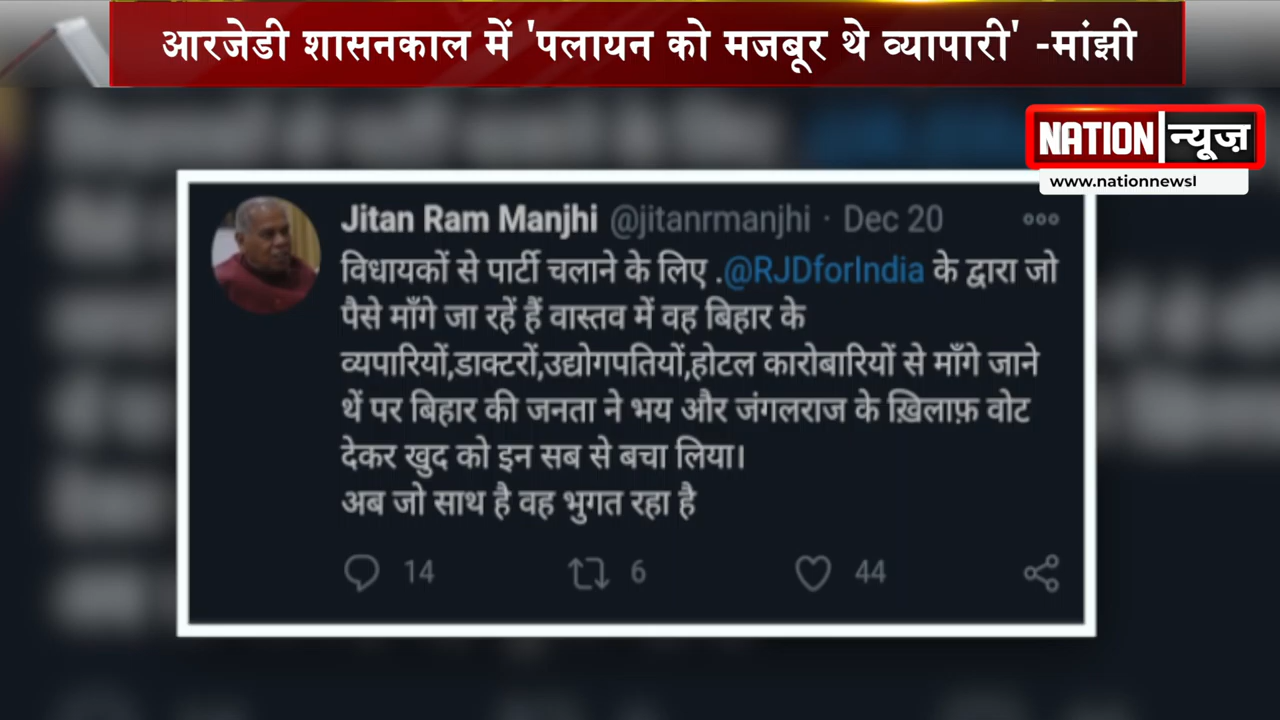 आरजेडी शासनकाल में 'पलायन को मजबूर थे व्यापारी' -मांझी
NATION न्यूज़
www.nationnewsl
Jitan Ram Manjhi @jitanrmanjhi · Dec 20
विधायकों से पार्टी चलाने के लिए .@RJDforIndia के द्वारा जो
पैसे माँगे जा रहें हैं वास्तव में वह बिहार के
व्यपारियों,डाक्टरों,उद्योगपतियों,होटल कारोबारियों से माँगे जाने
थें पर बिहार की जनता ने भय और जंगलराज के ख़िलाफ़ वोट
देकर खुद को इन सब से बचा लिया।
अब जो साथ है वह भुगत रहा है
14 6 44